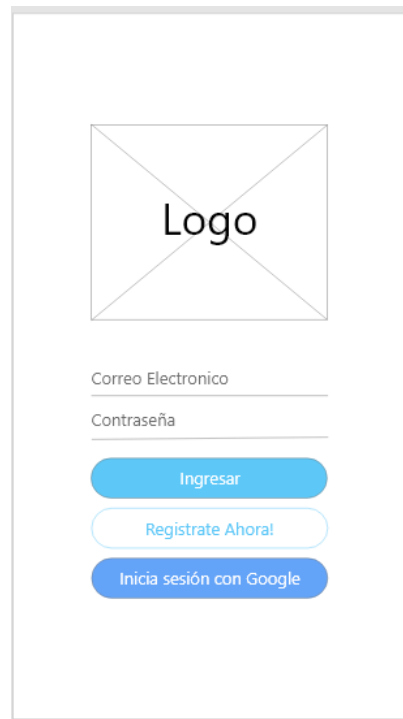 Logo
Correo Electronico
Contraseña
Ingresar
Registrate Ahora!
Inicia sesión con Google